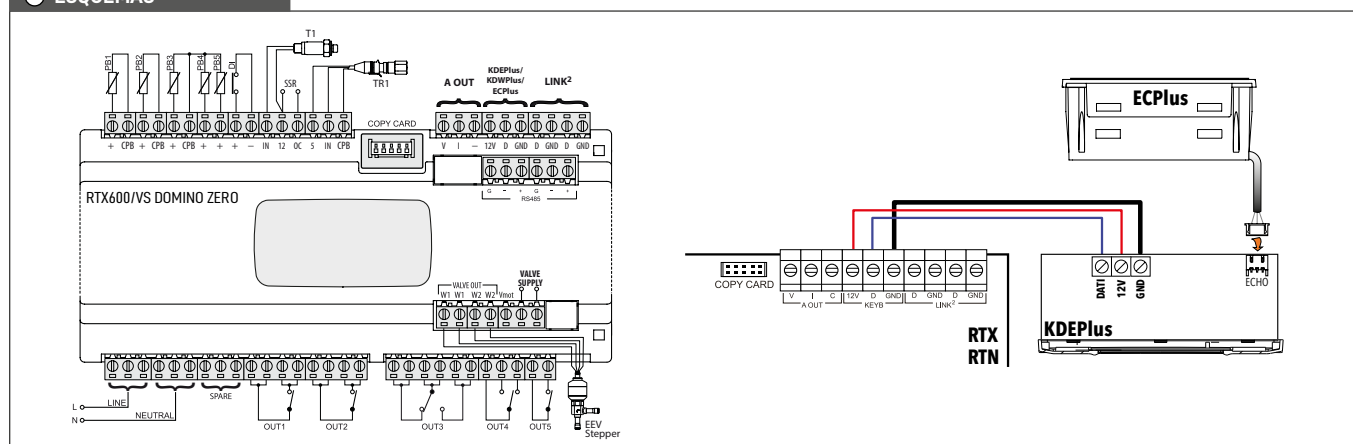 ESQUEMAS
T1
PB1
PB2
PB3
PB4
PB5
DI
SSR
TR1
A OUT
KDEPlus/
KDWPlus/
ECPlus
LINK²
COPY CARD
+ CPB + CPB + CPB + + + — IN 12 OC 5 IN CPB
V I — 12V D GND D GND D GND
G – + G – +
RS485
RTX600/VS DOMINO ZERO
VALVE OUT
VALVE
SUPPLY
W1 W1 W2 W2 Vmot
L
LINE
N
NEUTRAL
SPARE
OUT1
OUT2
OUT3
OUT4
OUT5
EEV
Stepper
ECPlus
COPY CARD
V I C 12V D GND D GND D GND
A OUT
KEYB
LINK²
RTX
RTN
DATI
12V
GND
ECHO
KDEPlus